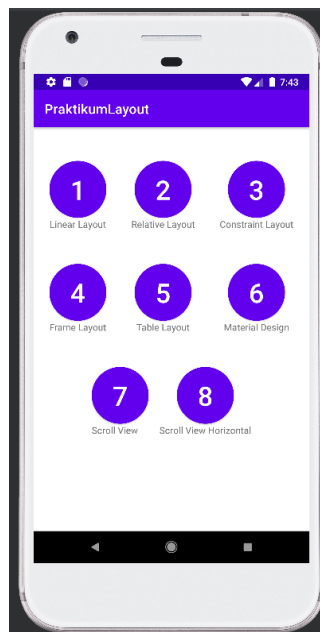 7:43
PraktikumLayout
1 2 3
Linear Layout Relative Layout Constraint Layout
4 5 6
Frame Layout Table Layout Material Design
7 8
Scroll View Scroll View Horizontal